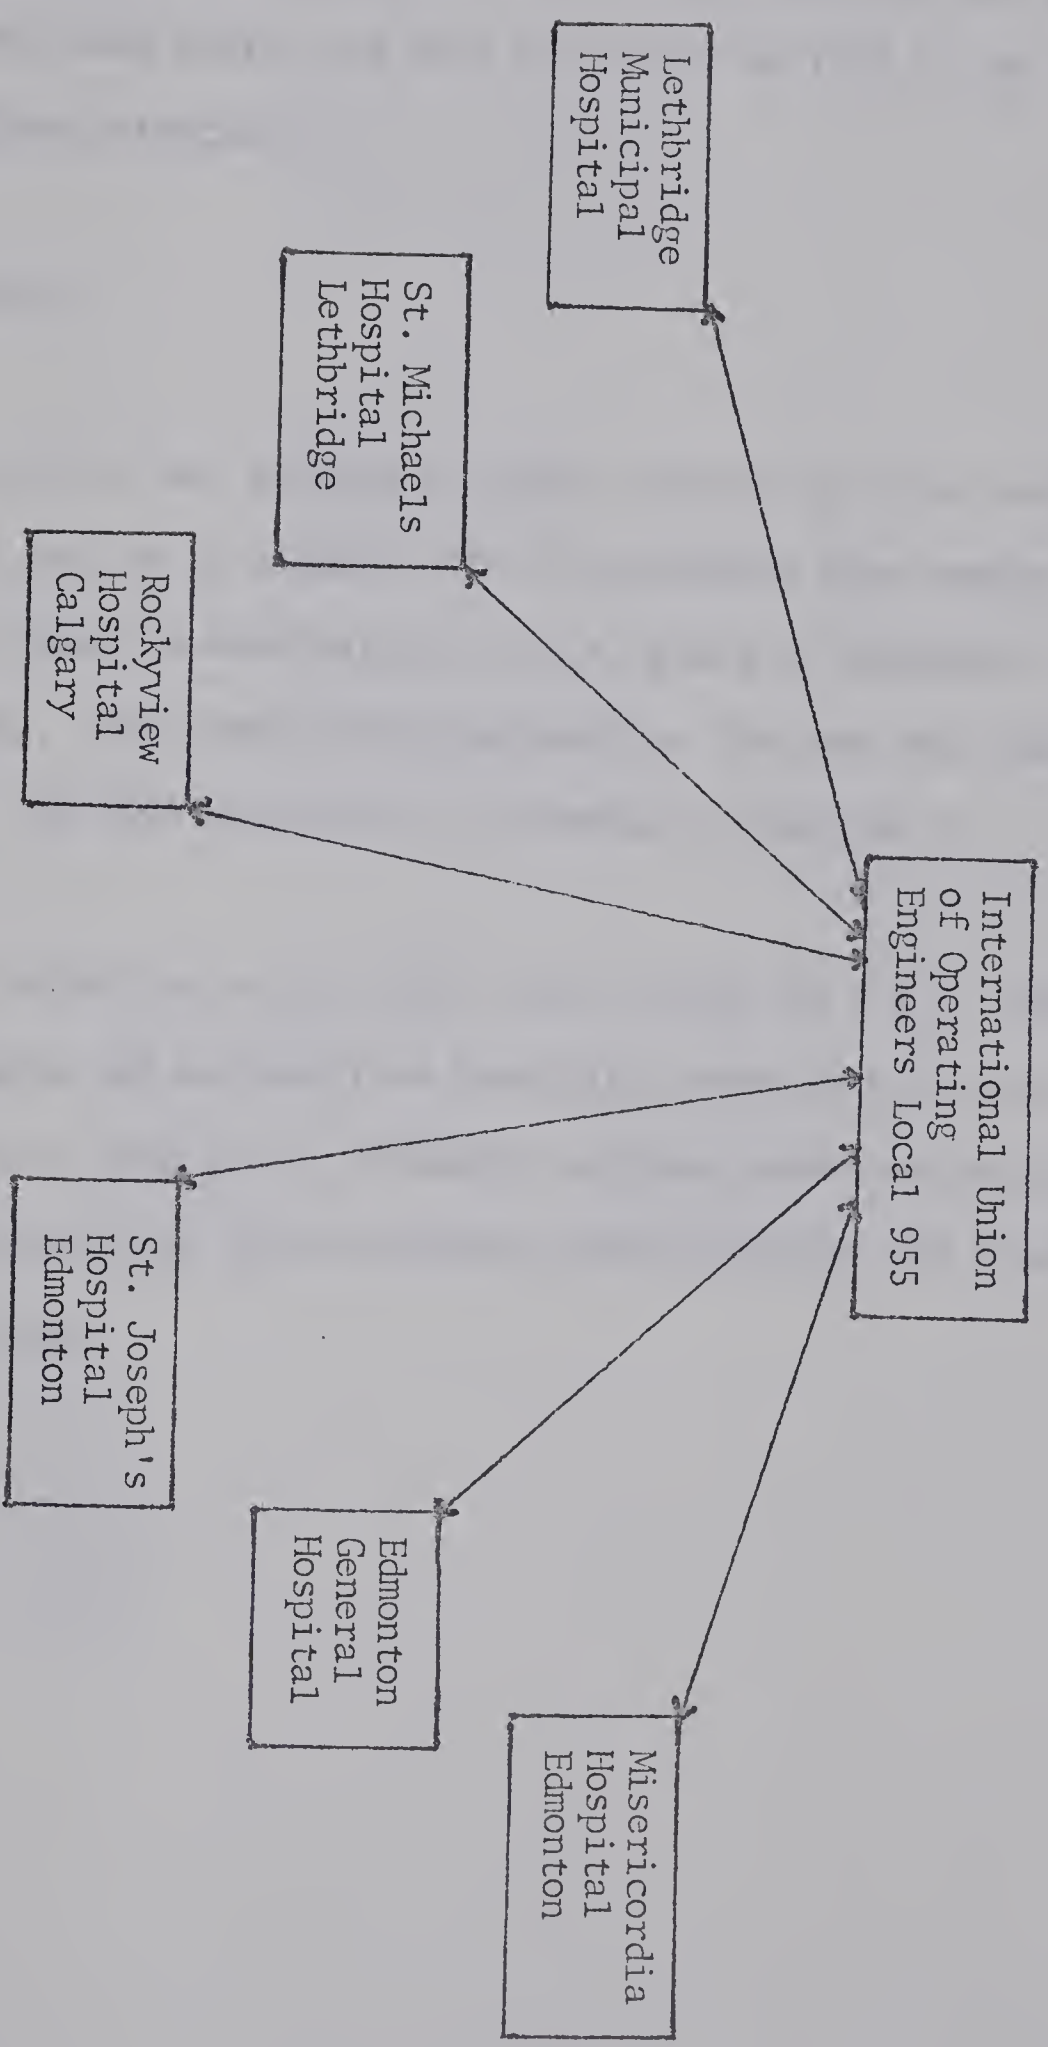 International Union
of Operating
Engineers Local 955
Lethbridge
Municipal
Hospital
St. Michaels
Hospital
Lethbridge
Rockyview
Hospital
Calgary
St. Joseph's
Hospital
Edmonton
Edmonton
General
Hospital
Misericordia
Hospital
Edmonton